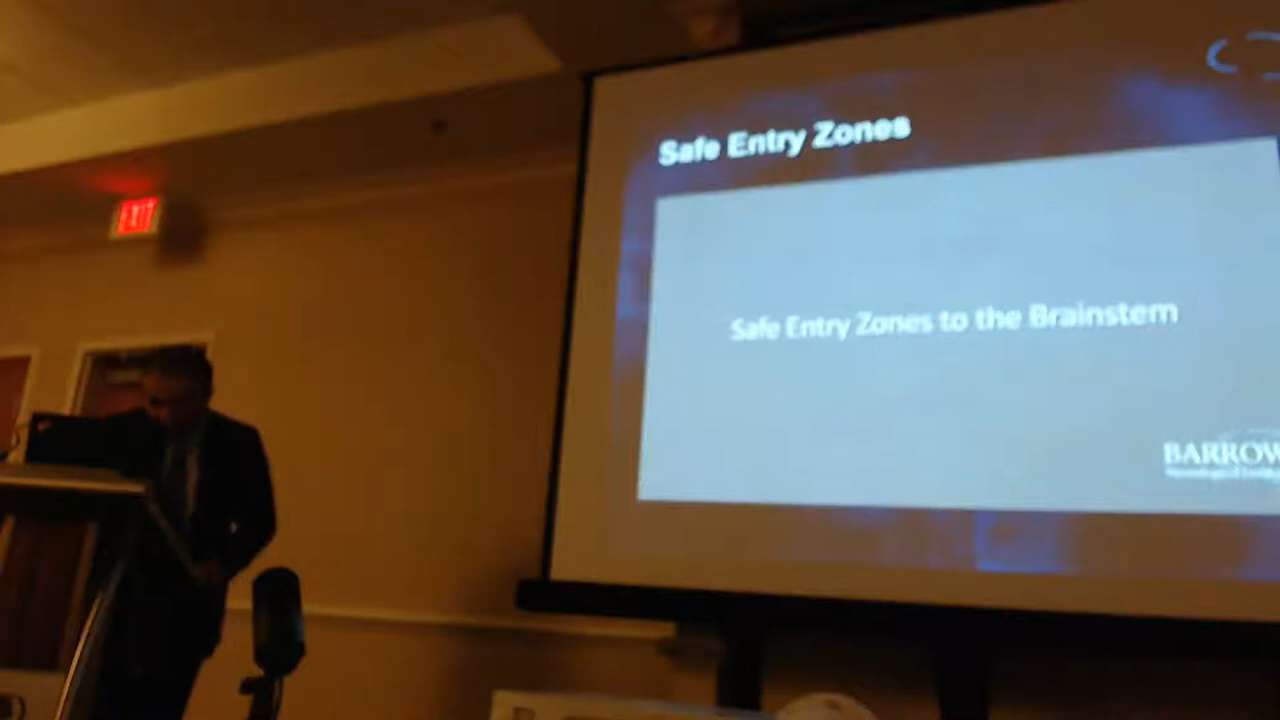 EXIT
Safe Entry Zones
Safe Entry Zones to the Brainstem
BARROW